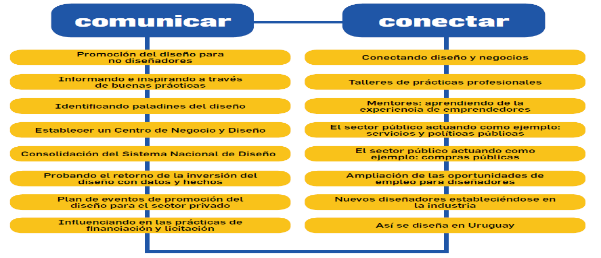 comunicar
Promoción del diseño para
no diseñadores
Informando e inspirando a través
de buenas prácticas
Identificando paladines del diseño
Establecer un Centro de Negocio y Diseño
Consolidación del Sistema Nacional de Diseño
Probando el retorno de la inversión del
diseño con datos y hechos
Plan de eventos de promoción del
diseño para el sector privado
Influenciando en las prácticas de
financiación y licitación
conectar
Conectando diseño y negocios
Talleres de prácticas profesionales
Mentores: aprendiendo de la
experiencia de emprendedores
El sector público actuando como ejemplo:
servicios y políticas públicas
El sector público actuando como
ejemplo: compras públicas
Ampliación de las oportunidades de
empleo para diseñadores
Nuevos diseñadores estableciéndose en
la industria
Así se diseña en Uruguay